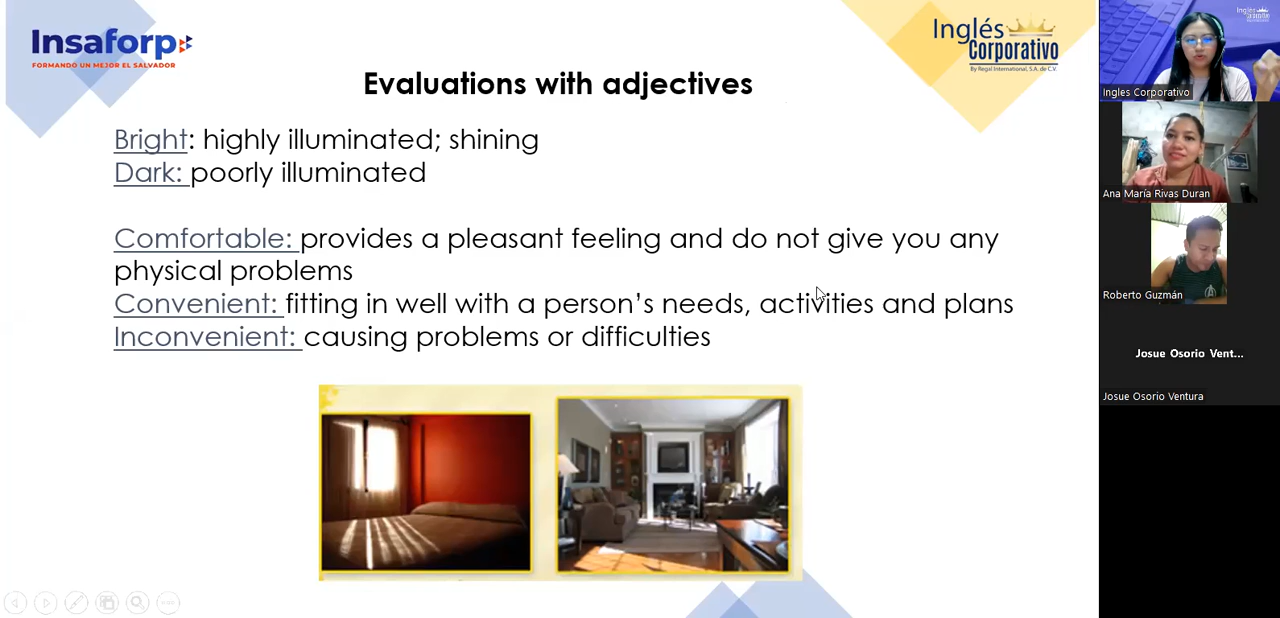 Insaforp
FORMANDO UN MEJOR EL SALVADOR
Inglés
Corporativo
By Regal International, S.A. de C.V.
Evaluations with adjectives
Bright: highly illuminated; shining
Dark: poorly illuminated
Comfortable: provides a pleasant feeling and do not give you any
physical problems
Convenient: fitting in well with a person's needs, activities and plans
Inconvenient: causing problems or difficulties
Ingles Corporativo
Ana María Rivas Duran
Roberto Guzmán
Josue Osorio Vent...
Josue Osorio Ventura